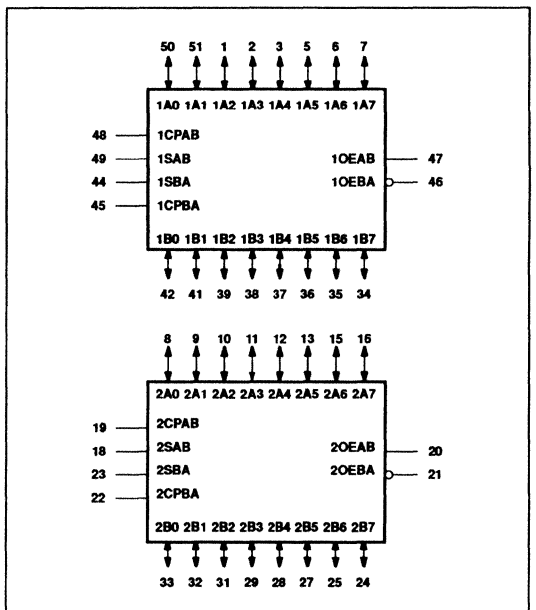 50 51 1 2 3 5 6 7
1A0 1A1 1A2 1A3 1A4 1A5 1A6 1A7
48 1CPAB
49 1SAB 1OEAB 47
44 1SBA 1OEBA 46
45 1CPBA
1B0 1B1 1B2 1B3 1B4 1B5 1B6 1B7
42 41 39 38 37 36 35 34
8 9 10 11 12 13 15 16
2A0 2A1 2A2 2A3 2A4 2A5 2A6 2A7
19 2CPAB
18 2SAB 2OEAB 20
23 2SBA 2OEBA 21
22 2CPBA
2B0 2B1 2B2 2B3 2B4 2B5 2B6 2B7
33 32 31 29 28 27 25 24